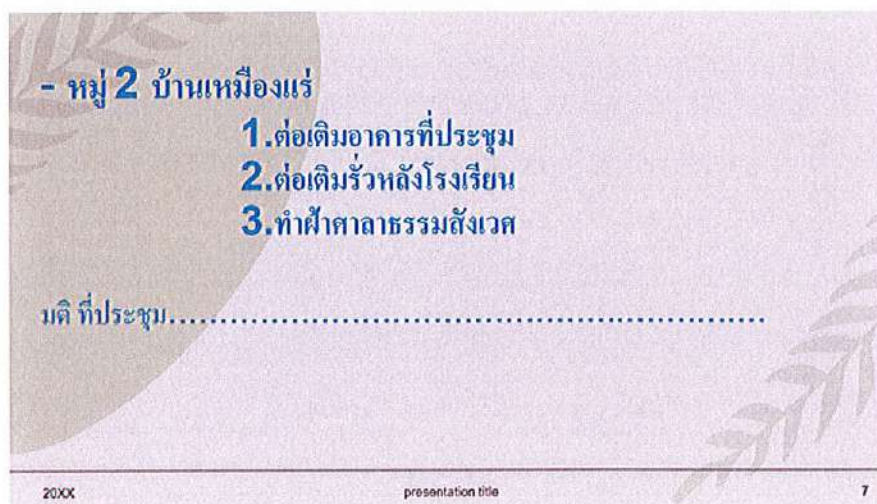 - หมู่ 2 บ้านเหมืองแร่
1.ต่อเติมอาคารที่ประชุม
2.ต่อเติมรั่วหลังโรงเรียน
3.ทำฝ้าศาลาธรรมสังเวศ
มติ ที่ประชุม......................................................................
20XX presentation title 7